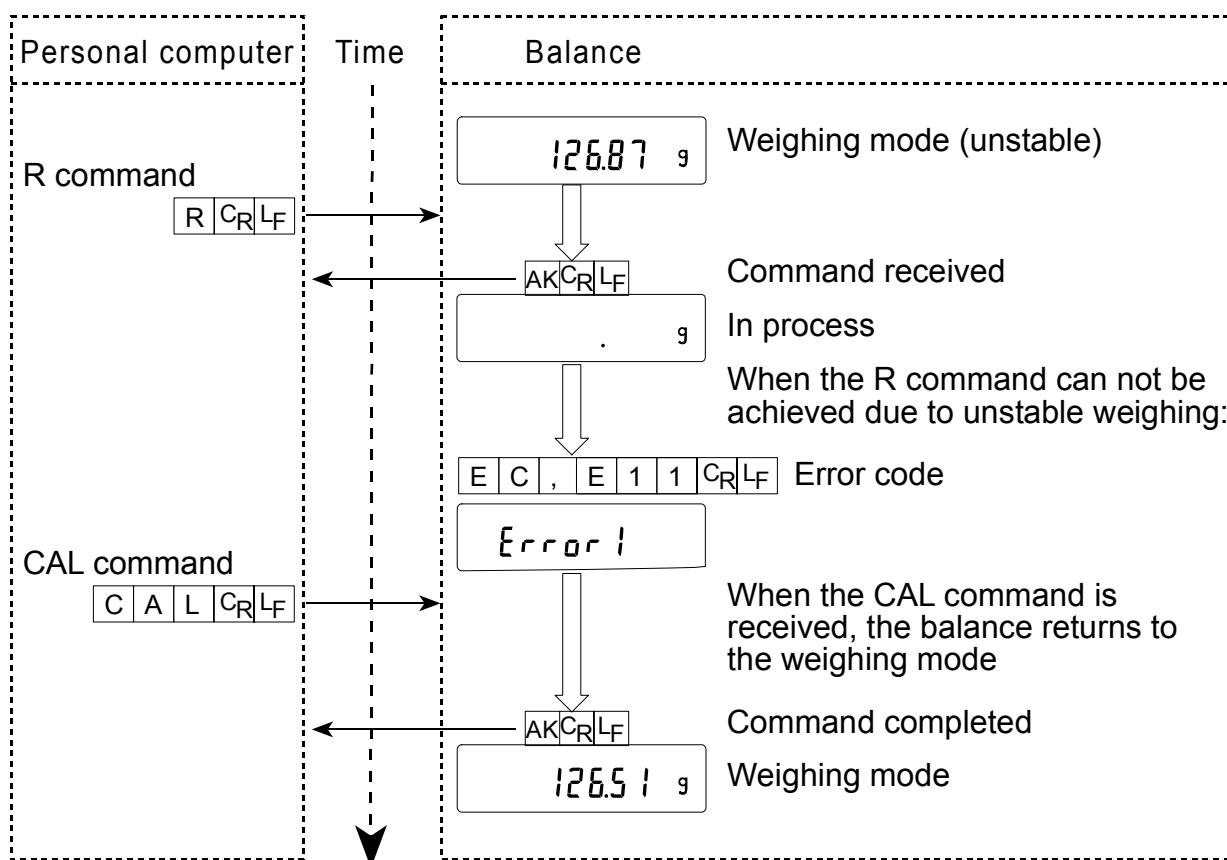 Personal computer Time Balance
126.87 g Weighing mode (unstable)
R command
R CR LF
AK CR LF Command received
. g In process
When the R command can not be
achieved due to unstable weighing:
E C , E 1 1 CR LF Error code
Error 1
CAL command
C A L CR LF
When the CAL command is
received, the balance returns to
the weighing mode
AK CR LF Command completed
126.51 g Weighing mode